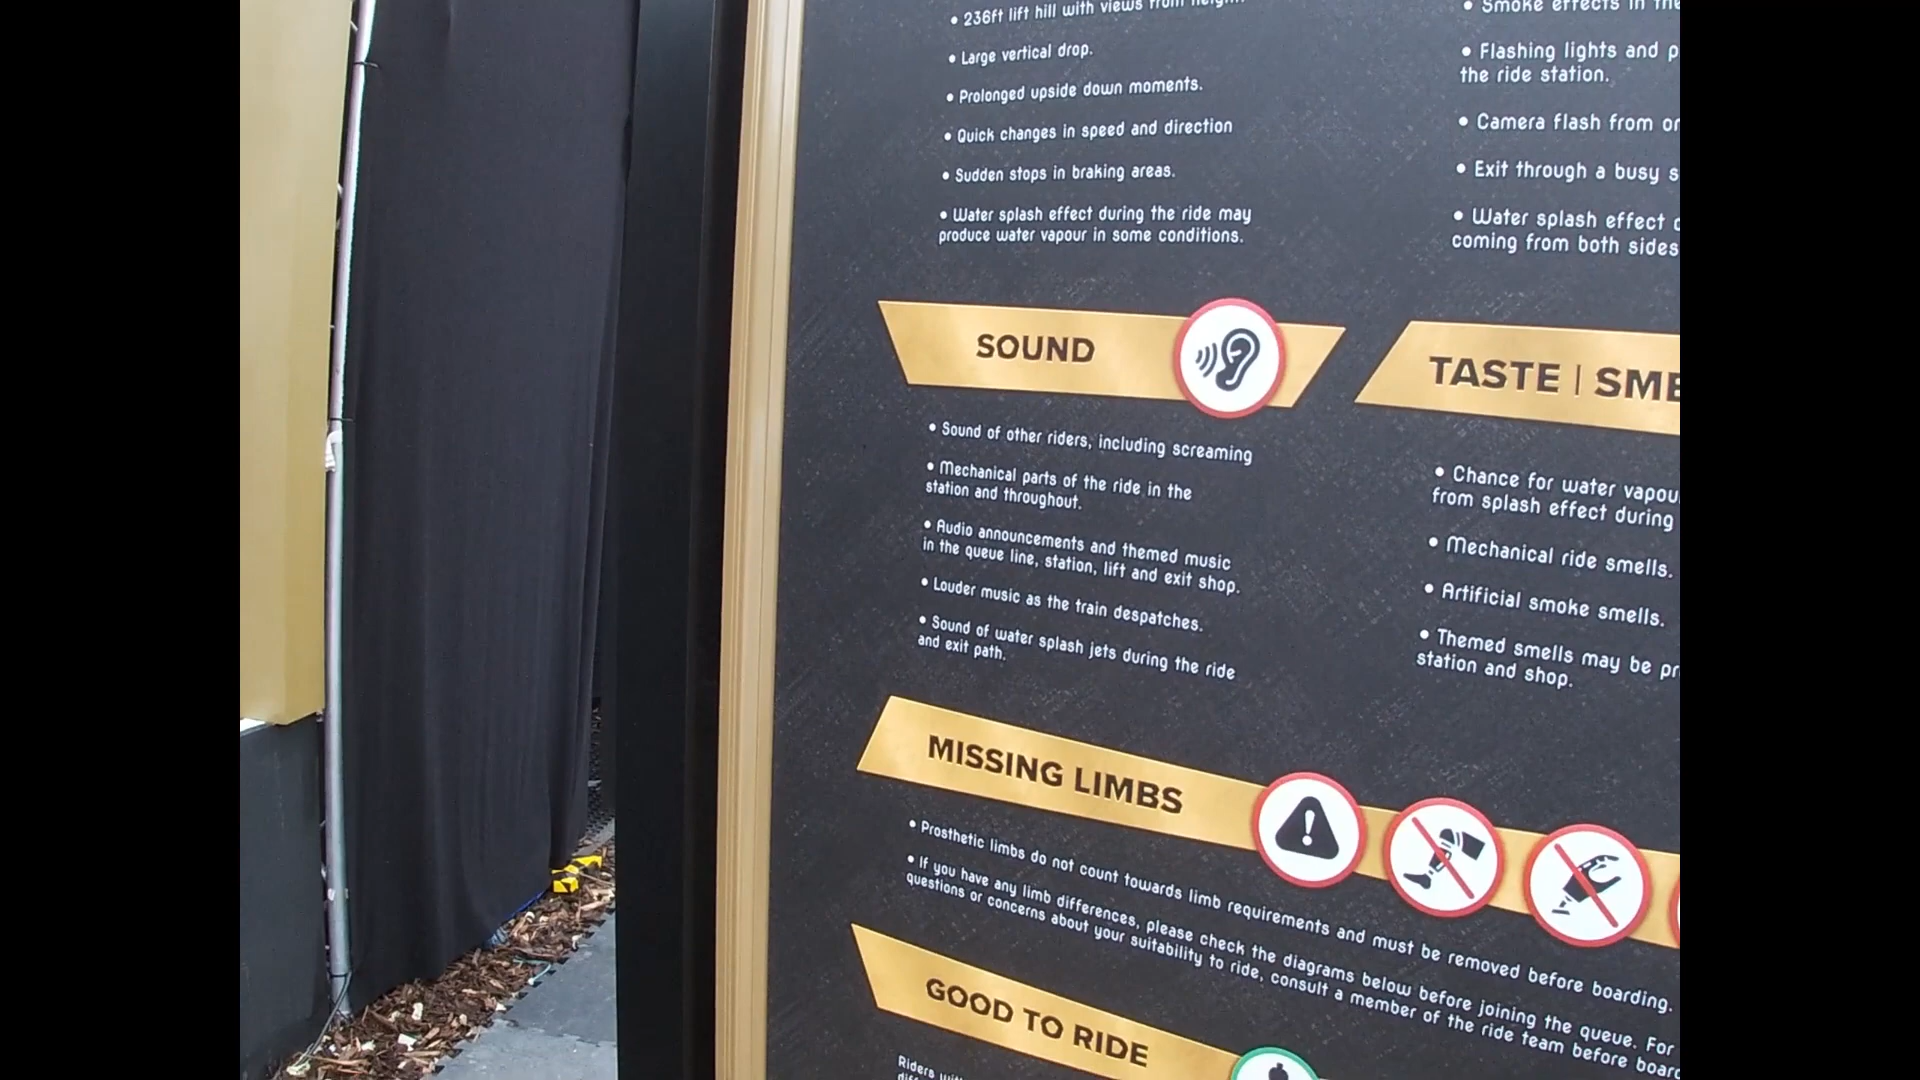 • 236ft lift hill with views from
• Large vertical drop.
• Prolonged upside down moments.
• Quick changes in speed and direction
• Sudden stops in braking areas.
• Water splash effect during the ride may
produce water vapour in some conditions.
• Smoke effects in the
• Flashing lights and
the ride station.
• Camera flash from
• Exit through a busy
• Water splash effect
coming from both sides
SOUND
• Sound of other riders, including screaming
• Mechanical parts of the ride in the
station and throughout.
• Audio announcements and themed music
in the queue line, station, lift and exit shop.
• Louder music as the train despatches.
• Sound of water splash jets during the ride
and exit path.
TASTE |
• Chance for water
from splash effect during
• Mechanical ride smells.
• Artificial smoke smells.
• Themed smells may be
station and shop.
MISSING LIMBS
• Prosthetic limbs do not count towards limb requirements and must be removed before boarding.
• If you have any limb differences, please check the diagrams below before joining the queue. For
questions or concerns about your suitability to ride, consult a member of the ride team before
GOOD TO RIDE
Riders